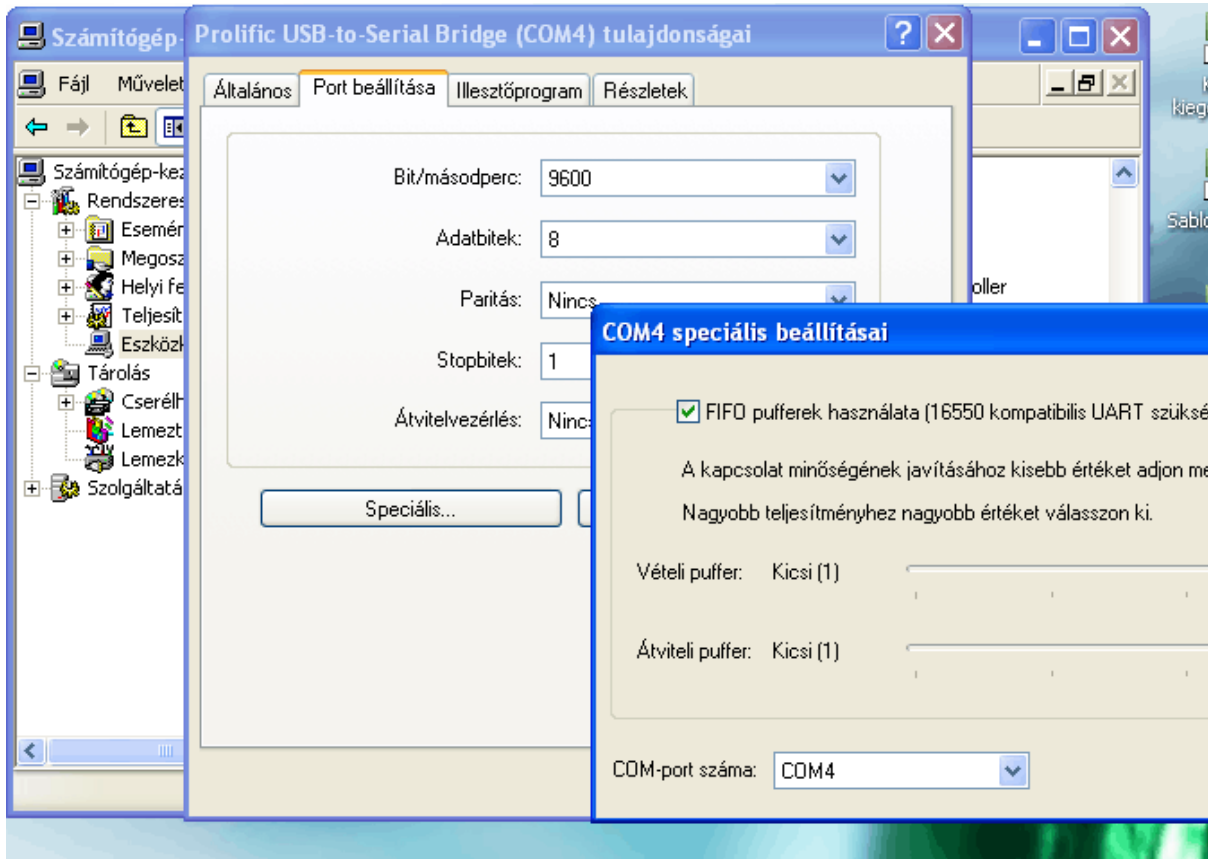 Számítógép-
Prolific USB-to-Serial Bridge (COM4) tulajdonságai
Fájl Művelet
Általános Port beállítása Illesztőprogram Részletek
Számítógép-kez
Rendszeres
Esemér
Megosz
Helyi fe
Teljesít
Eszközk
Tárolás
Cserélh
Lemezt
Lemezk
Szolgáltatá
Bit/másodperc: 9600
Adatbitek: 8
Paritás: Nincs
Stopbitek: 1
Átvitelvezérlés: Nincs
Speciális...
oller
COM4 speciális beállításai
FIFO pufferek használata (16550 kompatibilis UART szüksé
A kapcsolat minőségének javításához kisebb értéket adjon me
Nagyobb teljesítményhez nagyobb értéket válasszon ki.
Vételi puffer: Kicsi (1)
Átviteli puffer: Kicsi (1)
COM-port száma: COM4
kieg
Sablo